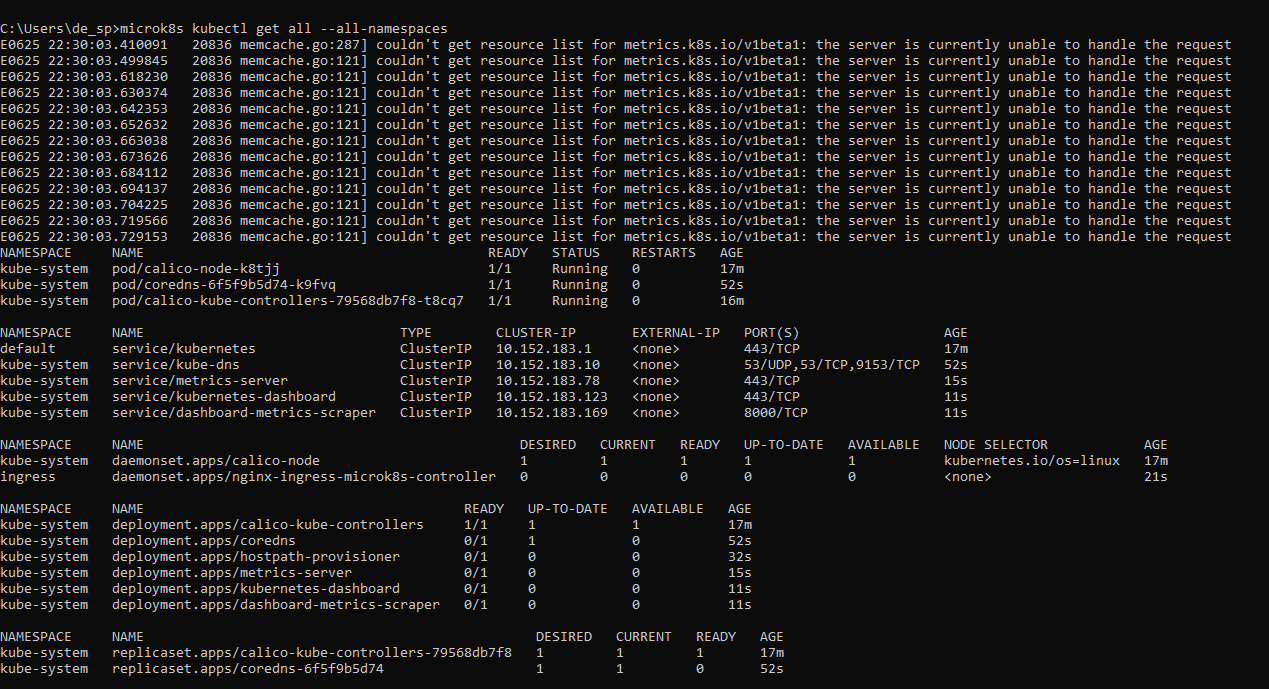 C:\Users\de_sp>microk8s kubectl get all --all-namespaces
E0625 22:30:03.410091   20836 memcache.go:287] couldn't get resource list for metrics.k8s.io/v1beta1: the server is currently unable to handle the request
E0625 22:30:03.499845   20836 memcache.go:121] couldn't get resource list for metrics.k8s.io/v1beta1: the server is currently unable to handle the request
E0625 22:30:03.618230   20836 memcache.go:121] couldn't get resource list for metrics.k8s.io/v1beta1: the server is currently unable to handle the request
E0625 22:30:03.630374   20836 memcache.go:121] couldn't get resource list for metrics.k8s.io/v1beta1: the server is currently unable to handle the request
E0625 22:30:03.642353   20836 memcache.go:121] couldn't get resource list for metrics.k8s.io/v1beta1: the server is currently unable to handle the request
E0625 22:30:03.652632   20836 memcache.go:121] couldn't get resource list for metrics.k8s.io/v1beta1: the server is currently unable to handle the request
E0625 22:30:03.663038   20836 memcache.go:121] couldn't get resource list for metrics.k8s.io/v1beta1: the server is currently unable to handle the request
E0625 22:30:03.673626   20836 memcache.go:121] couldn't get resource list for metrics.k8s.io/v1beta1: the server is currently unable to handle the request
E0625 22:30:03.684112   20836 memcache.go:121] couldn't get resource list for metrics.k8s.io/v1beta1: the server is currently unable to handle the request
E0625 22:30:03.694137   20836 memcache.go:121] couldn't get resource list for metrics.k8s.io/v1beta1: the server is currently unable to handle the request
E0625 22:30:03.704225   20836 memcache.go:121] couldn't get resource list for metrics.k8s.io/v1beta1: the server is currently unable to handle the request
E0625 22:30:03.719566   20836 memcache.go:121] couldn't get resource list for metrics.k8s.io/v1beta1: the server is currently unable to handle the request
E0625 22:30:03.729153   20836 memcache.go:121] couldn't get resource list for metrics.k8s.io/v1beta1: the server is currently unable to handle the request
NAMESPACE     NAME                                           READY   STATUS    RESTARTS   AGE
kube-system   pod/calico-node-k8tjj                          1/1     Running   0          17m
kube-system   pod/coredns-6f5f9b5d74-k9fvq                   1/1     Running   0          52s
kube-system   pod/calico-kube-controllers-79568db7f8-t8cq7   1/1     Running   0          16m

NAMESPACE     NAME                                TYPE        CLUSTER-IP       EXTERNAL-IP   PORT(S)                  AGE
default       service/kubernetes                  ClusterIP   10.152.183.1     <none>        443/TCP                  17m
kube-system   service/kube-dns                    ClusterIP   10.152.183.10    <none>        53/UDP,53/TCP,9153/TCP   52s
kube-system   service/metrics-server              ClusterIP   10.152.183.78    <none>        443/TCP                  15s
kube-system   service/kubernetes-dashboard        ClusterIP   10.152.183.123   <none>        443/TCP                  11s
kube-system   service/dashboard-metrics-scraper   ClusterIP   10.152.183.169   <none>        8000/TCP                 11s

NAMESPACE     NAME                                               DESIRED   CURRENT   READY   UP-TO-DATE   AVAILABLE   NODE SELECTOR         AGE
kube-system   daemonset.apps/calico-node                         1         1         1       1            1           kubernetes.io/os=linux   17m
ingress       daemonset.apps/nginx-ingress-microk8s-controller   0         0         0       0            0           <none>                   21s

NAMESPACE     NAME                                        READY   UP-TO-DATE   AVAILABLE   AGE
kube-system   deployment.apps/calico-kube-controllers     1/1     1            1           17m
kube-system   deployment.apps/coredns                     0/1     1            0           52s
kube-system   deployment.apps/hostpath-provisioner        0/1     0            0           32s
kube-system   deployment.apps/metrics-server              0/1     0            0           15s
kube-system   deployment.apps/kubernetes-dashboard        0/1     0            0           11s
kube-system   deployment.apps/dashboard-metrics-scraper   0/1     0            0           11s

NAMESPACE     NAME                                                 DESIRED   CURRENT   READY   AGE
kube-system   replicaset.apps/calico-kube-controllers-79568db7f8   1         1         1       17m
kube-system   replicaset.apps/coredns-6f5f9b5d74                   1         1         0       52s